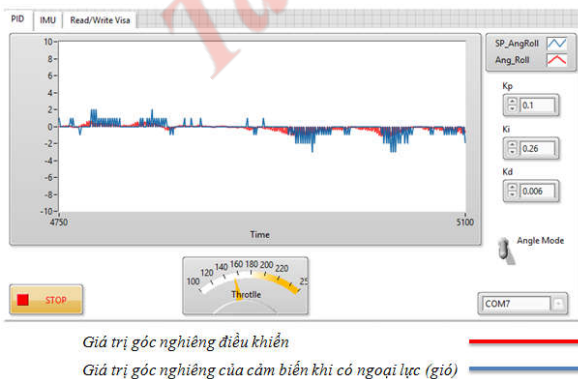 PID IMU Read/Write Visa
SP_AngRoll
Ang_Roll
10
8
6
4
2
0
-2
-4
-6
-8
-10
4750
5100
Time
Kp
0.1
Ki
0.26
Kd
0.006
Angle Mode
STOP
100 120 140 160 180 200 220 25
Throtlle
COM7
Giá trị góc nghiêng điều khiển
Giá trị góc nghiêng của cảm biến khi có ngoại lực (gió)